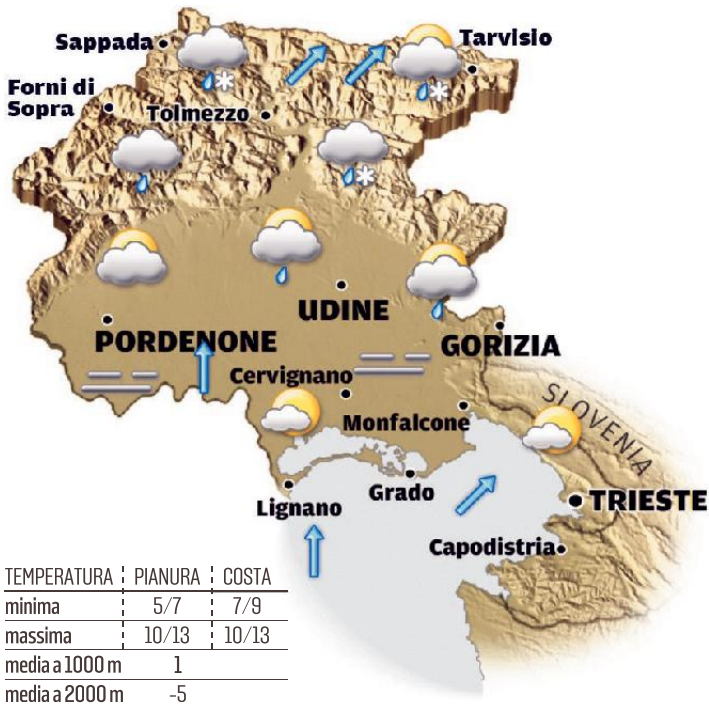 Sappada
Tarvisio
Forni di
Sopra
Tolmezzo
UDINE
PORDENONE
GORIZIA
Cervignano
SLOVENIA
Monfalcone
Grado
Lignano
TRIESTE
Capodistria
TEMPERATURA PIANURA COSTA
minima 5/7 7/9
massima 10/13 10/13
media a 1000 m 1
media a 2000 m -5